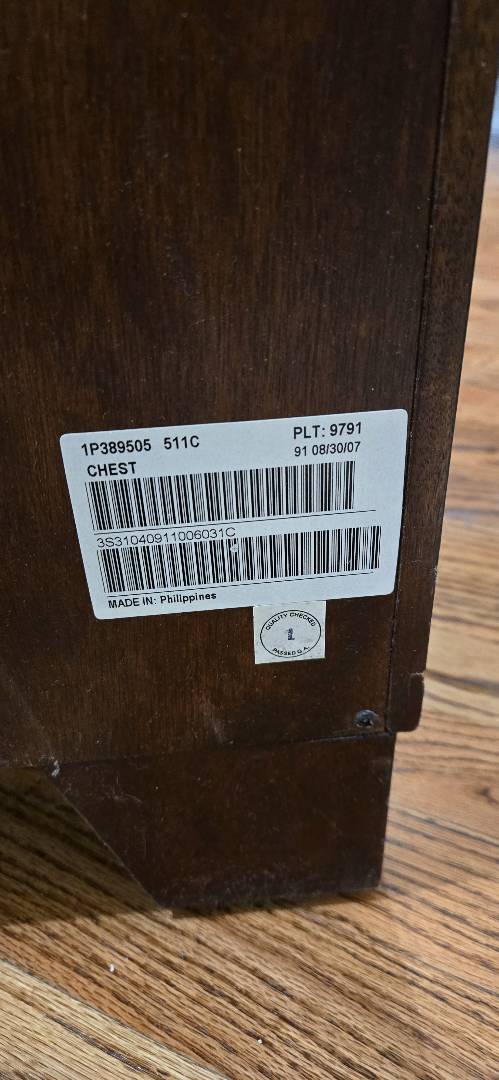 1P389505 511C PLT: 9791
CHEST 91 08/30/07
3S31040911006031C
MADE IN: Philippines
QUALITY CHECKED
1
PASSED Q.A.